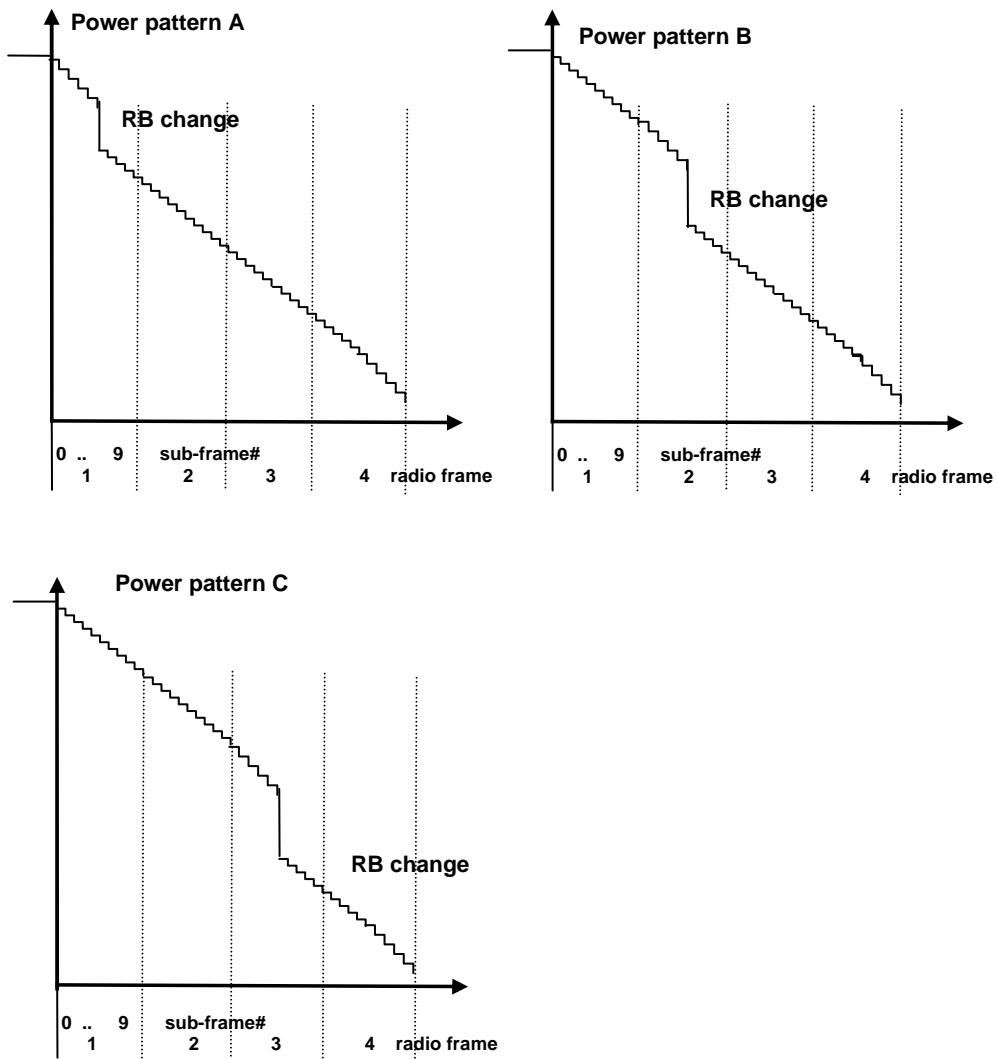 Power pattern A
RB change
0 .. 9 sub-frame#
1 2 3 4 radio frame
Power pattern B
RB change
0 .. 9 sub-frame#
1 2 3 4 radio frame
Power pattern C
RB change
0 .. 9 sub-frame#
1 2 3 4 radio frame